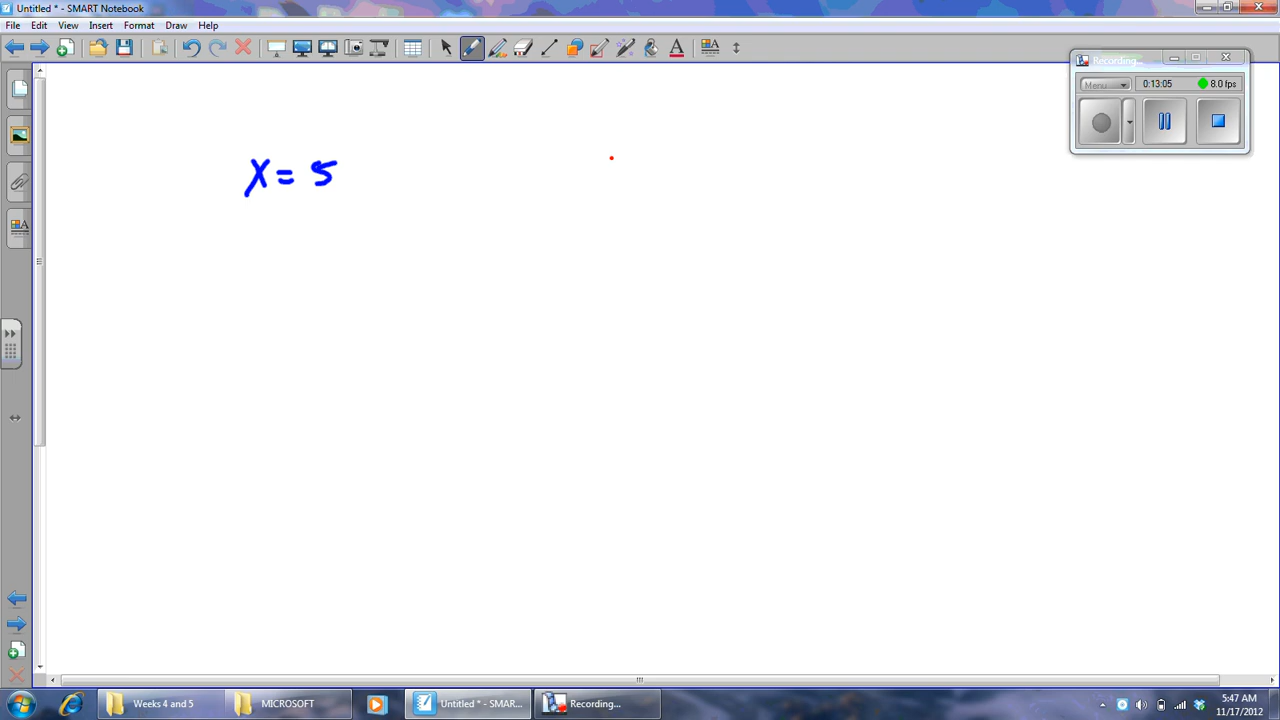 Untitled * - SMART Notebook
File Edit View Insert Format Draw Help
Recording...
Menu 0:13:05 8.0 fps
X = 5
Weeks 4 and 5 MICROSOFT Untitled * - SMAR... Recording...
5:47 AM
11/17/2012